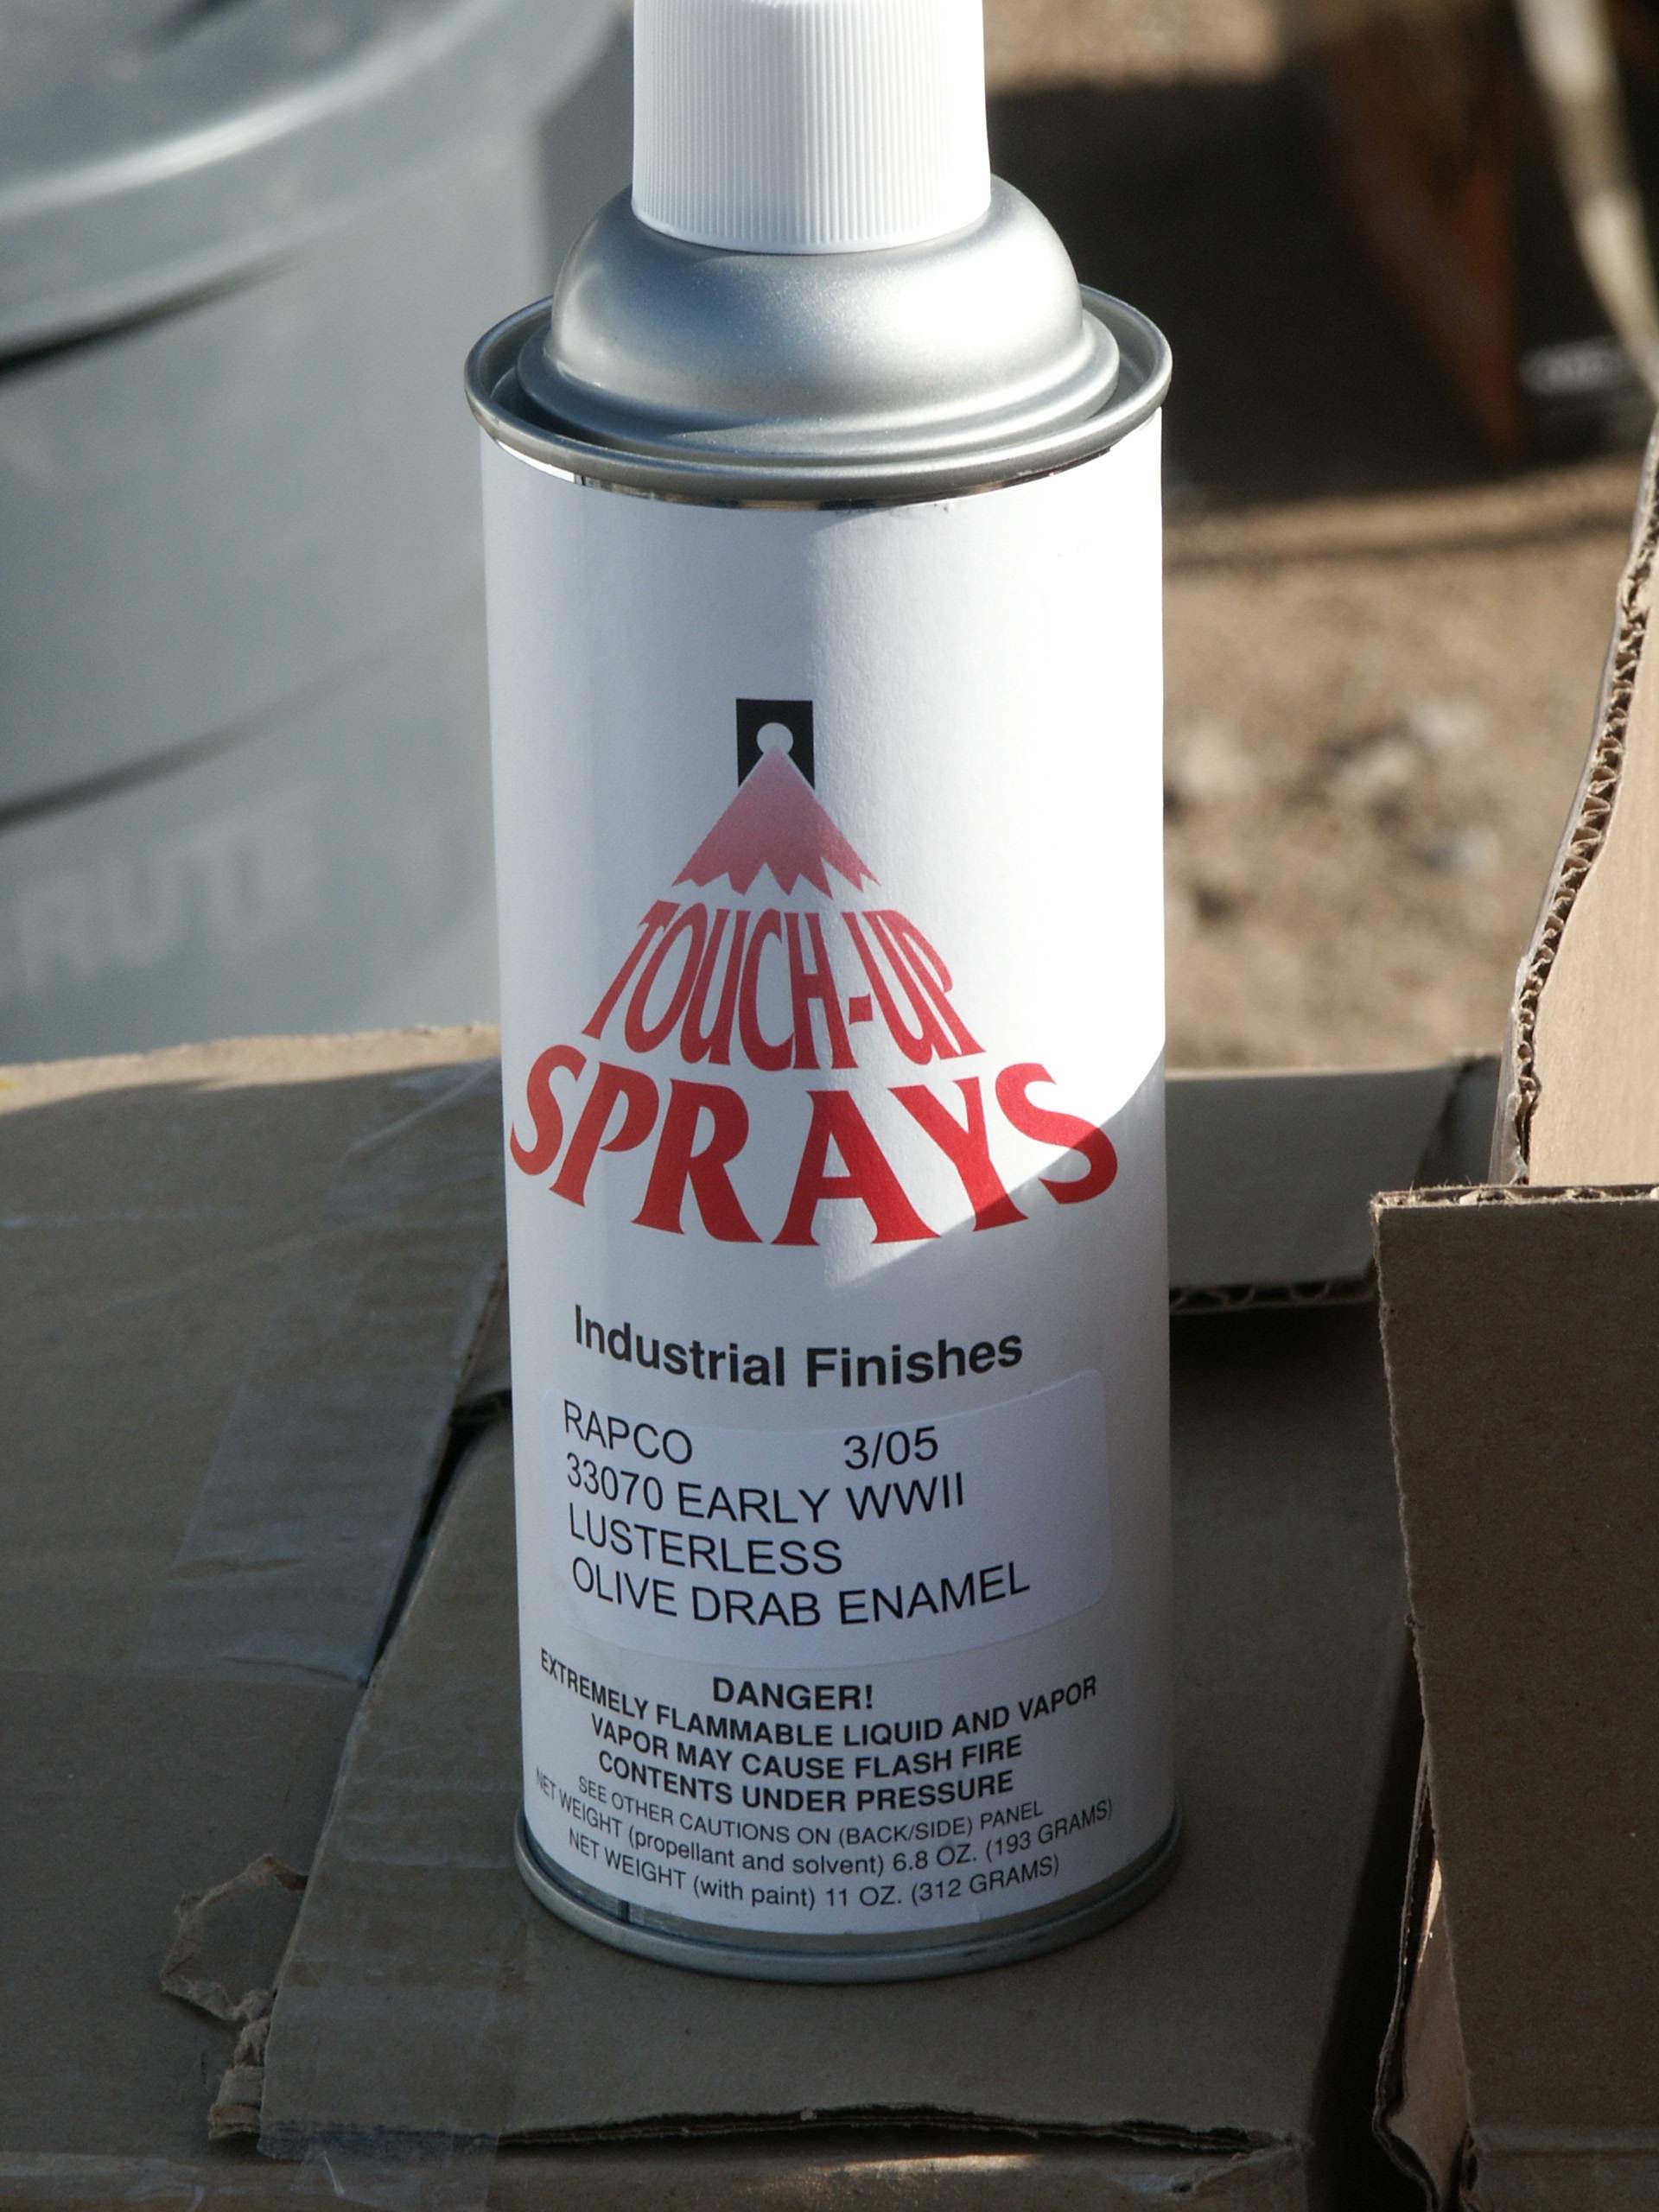 TOUCH-UP
SPRAYS
Industrial Finishes
RAPCO 3/05
33070 EARLY WWII
LUSTERLESS
OLIVE DRAB ENAMEL
DANGER!
EXTREMELY FLAMMABLE LIQUID AND VAPOR
VAPOR MAY CAUSE FLASH FIRE
CONTENTS UNDER PRESSURE
SEE OTHER CAUTIONS ON (BACK/SIDE) PANEL
NET WEIGHT (propellant and solvent) 6.8 OZ. (193 GRAMS)
NET WEIGHT (with paint) 11 OZ. (312 GRAMS)